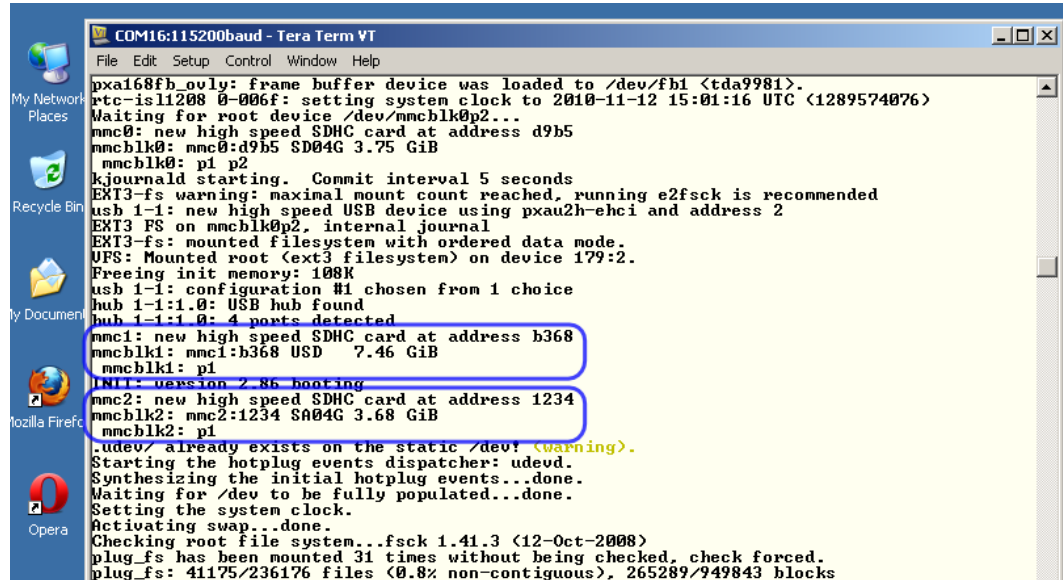 COM16:115200baud - Tera Term VT
File Edit Setup Control Window Help
My Network
Places
Recycle Bin
My Document
Mozilla Firefo
Opera
pxa168fb_ovly: frame buffer device was loaded to /dev/fb1 <tda9981>.
rtc-isl1208 0-006f: setting system clock to 2010-11-12 15:01:16 UTC (1289574076)
Waiting for root device /dev/mmcblk0p2...
mmc0: new high speed SDHC card at address d9b5
mmcblk0: mmc0:d9b5 SD04G 3.75 GiB
mmcblk0: p1 p2
kjournald starting.  Commit interval 5 seconds
EXT3-fs warning: maximal mount count reached, running e2fsck is recommended
usb 1-1: new high speed USB device using pxau2h-ehci and address 2
EXT3 FS on mmcblk0p2, internal journal
EXT3-fs: mounted filesystem with ordered data mode.
VFS: Mounted root (ext3 filesystem) on device 179:2.
Freeing init memory: 108K
usb 1-1: configuration #1 chosen from 1 choice
hub 1-1:1.0: USB hub found
hub 1-1:1.0: 4 ports detected
mmc1: new high speed SDHC card at address b368
mmcblk1: mmc1:b368 USD   7.46 GiB
mmcblk1: p1
INIT: version 2.86 booting
mmc2: new high speed SDHC card at address 1234
mmcblk2: mmc2:1234 SA04G 3.68 GiB
mmcblk2: p1
.udev/ already exists on the static /dev! (warning).
Starting the hotplug events dispatcher: udevd.
Synthesizing the initial hotplug events...done.
Waiting for /dev to be fully populated...done.
Setting the system clock.
Activating swap...done.
Checking root file system...fsck 1.41.3 (12-Oct-2008)
plug_fs has been mounted 31 times without being checked, check forced.
plug_fs: 41175/236176 files (0.8% non-contiguous), 265289/949843 blocks